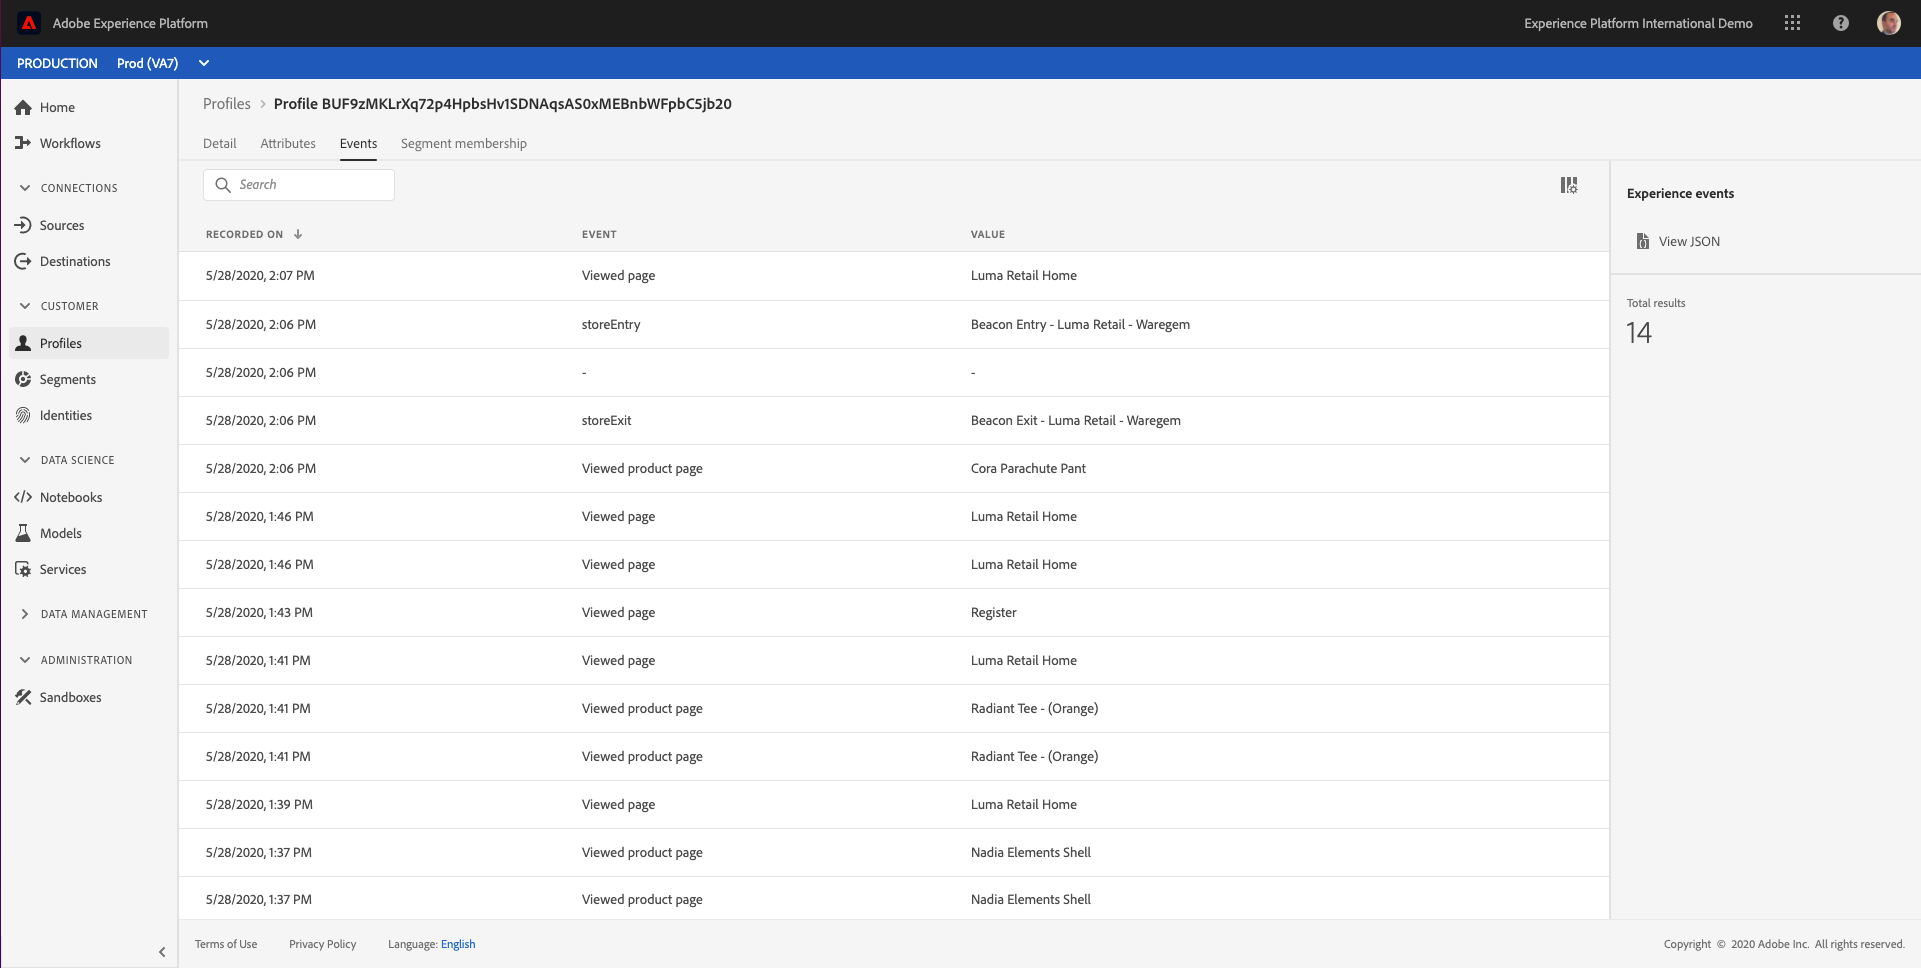 Adobe Experience Platform
Experience Platform International Demo
PRODUCTION Prod (VA7)
Home
Workflows
CONNECTIONS
Sources
Destinations
CUSTOMER
Profiles
Segments
Identities
DATA SCIENCE
Notebooks
Models
Services
DATA MANAGEMENT
ADMINISTRATION
Sandboxes
Profiles > Profile BUF9zMKLrXq72p4HpbsHv1SDNAqsAS0xMEBnbWFpbC5jb20
Detail Attributes Events Segment membership
Search
RECORDED ON ↓ EVENT VALUE
5/28/2020, 2:07 PM Viewed page Luma Retail Home
5/28/2020, 2:06 PM storeEntry Beacon Entry - Luma Retail - Waregem
5/28/2020, 2:06 PM - -
5/28/2020, 2:06 PM storeExit Beacon Exit - Luma Retail - Waregem
5/28/2020, 2:06 PM Viewed product page Cora Parachute Pant
5/28/2020, 1:46 PM Viewed page Luma Retail Home
5/28/2020, 1:46 PM Viewed page Luma Retail Home
5/28/2020, 1:43 PM Viewed page Register
5/28/2020, 1:41 PM Viewed page Luma Retail Home
5/28/2020, 1:41 PM Viewed product page Radiant Tee - (Orange)
5/28/2020, 1:41 PM Viewed product page Radiant Tee - (Orange)
5/28/2020, 1:39 PM Viewed page Luma Retail Home
5/28/2020, 1:37 PM Viewed product page Nadia Elements Shell
5/28/2020, 1:37 PM Viewed product page Nadia Elements Shell
Experience events
View JSON
Total results
14
Terms of Use Privacy Policy Language: English
Copyright © 2020 Adobe Inc. All rights reserved.